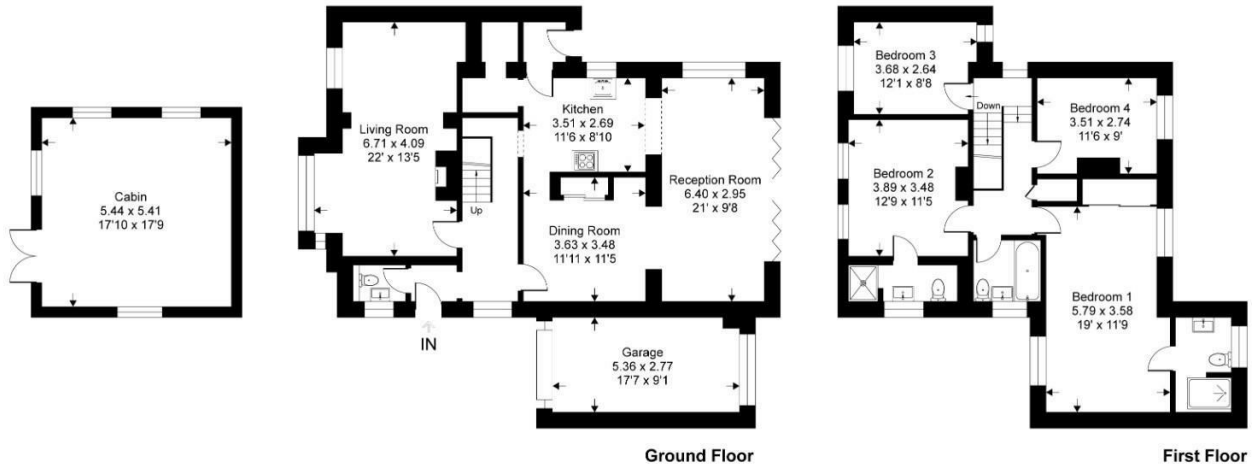 Cabin
5.44 x 5.41
17'10 x 17'9
Living Room
6.71 x 4.09
22' x 13'5
Up
IN
Kitchen
3.51 x 2.69
11'6 x 8'10
Dining Room
3.63 x 3.48
11'11 x 11'5
Reception Room
6.40 x 2.95
21' x 9'8
Garage
5.36 x 2.77
17'7 x 9'1
Ground Floor
Bedroom 3
3.68 x 2.64
12'1 x 8'8
Down
Bedroom 4
3.51 x 2.74
11'6 x 9'
Bedroom 2
3.89 x 3.48
12'9 x 11'5
Bedroom 1
5.79 x 3.58
19' x 11'9
First Floor